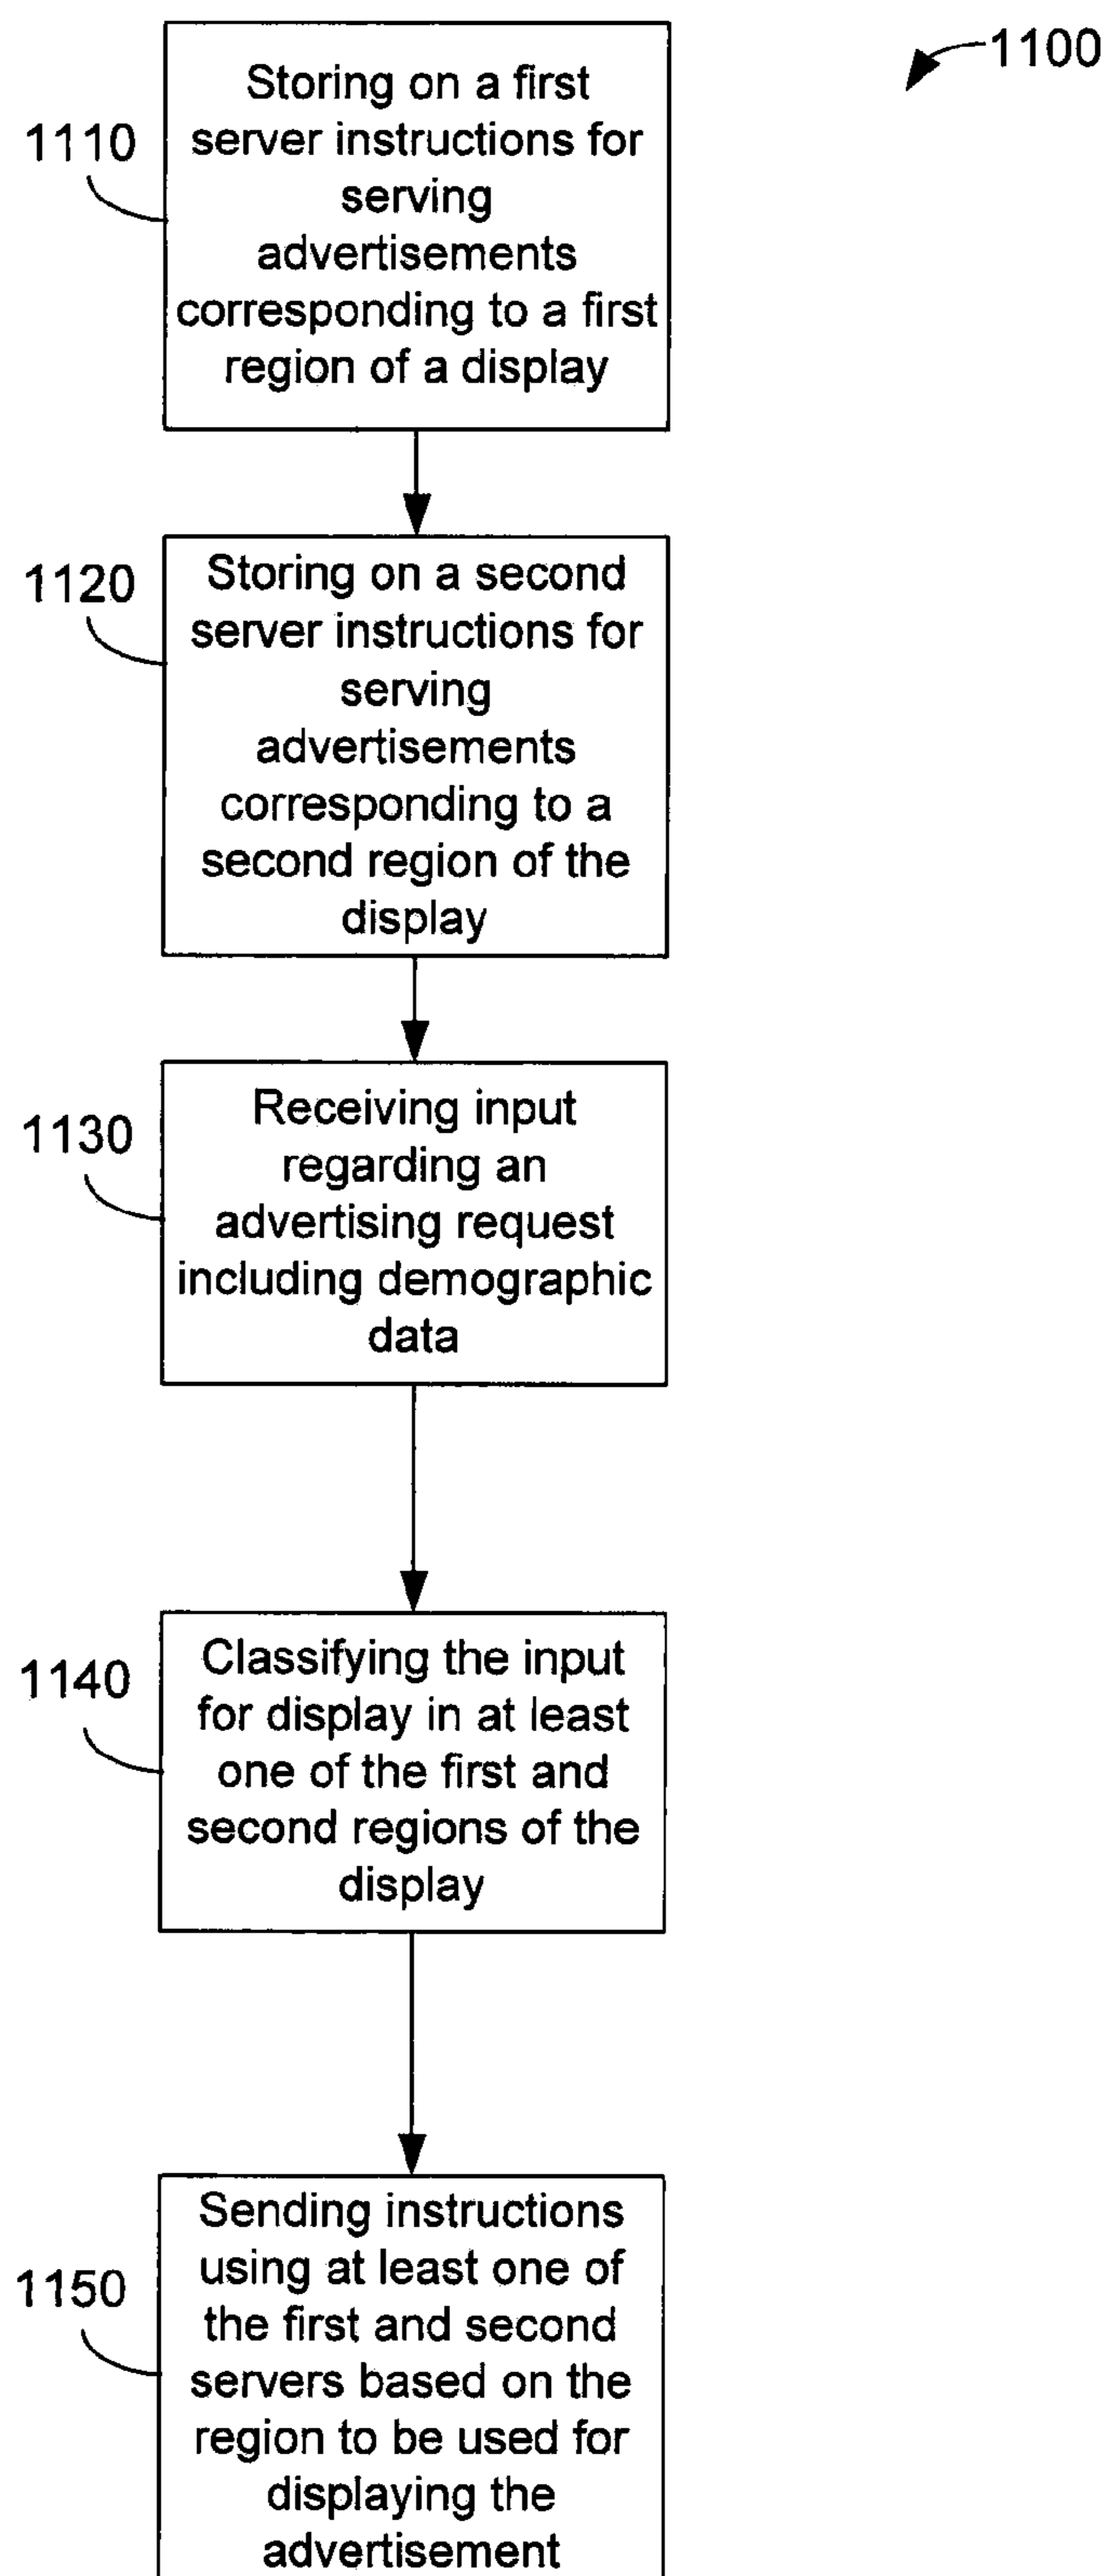 1100
1110
Storing on a first
server instructions for
serving
advertisements
corresponding to a first
region of a display
1120
Storing on a second
server instructions for
serving
advertisements
corresponding to a
second region of the
display
1130
Receiving input
regarding an
advertising request
including demographic
data
1140
Classifying the input
for display in at least
one of the first and
second regions of the
display
1150
Sending instructions
using at least one of
the first and second
servers based on the
region to be used for
displaying the
advertisement